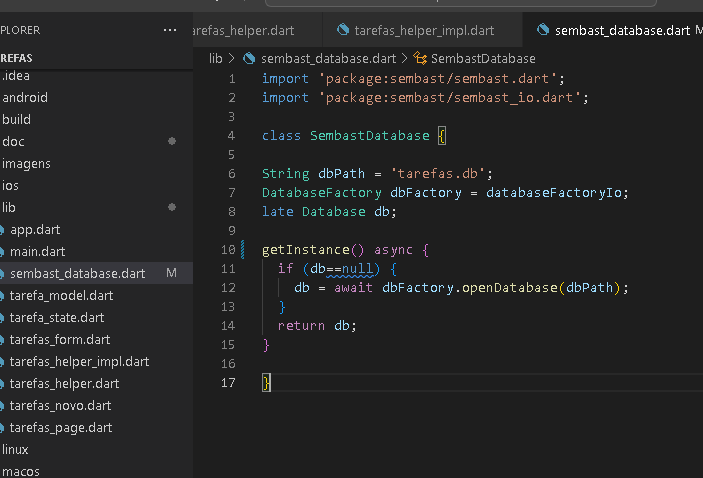 PLORER ...
REFAS
.idea
android
build
doc
imagens
ios
lib
app.dart
main.dart
sembast_database.dart M
tarefa_model.dart
tarefa_state.dart
tarefas_form.dart
tarefas_helper_impl.dart
tarefas_helper.dart
tarefas_novo.dart
tarefas_page.dart
linux
macos
arefas_helper.dart tarefas_helper_impl.dart sembast_database.dart M
lib > sembast_database.dart > SembastDatabase
1 import 'package:sembast/sembast.dart';
2 import 'package:sembast/sembast_io.dart';
3
4 class SembastDatabase {
5
6 String dbPath = 'tarefas.db';
7 DatabaseFactory dbFactory = databaseFactoryIo;
8 late Database db;
9
10 getInstance() async {
11 if (db==null) {
12 db = await dbFactory.openDatabase(dbPath);
13 }
14 return db;
15 }
16
17 }